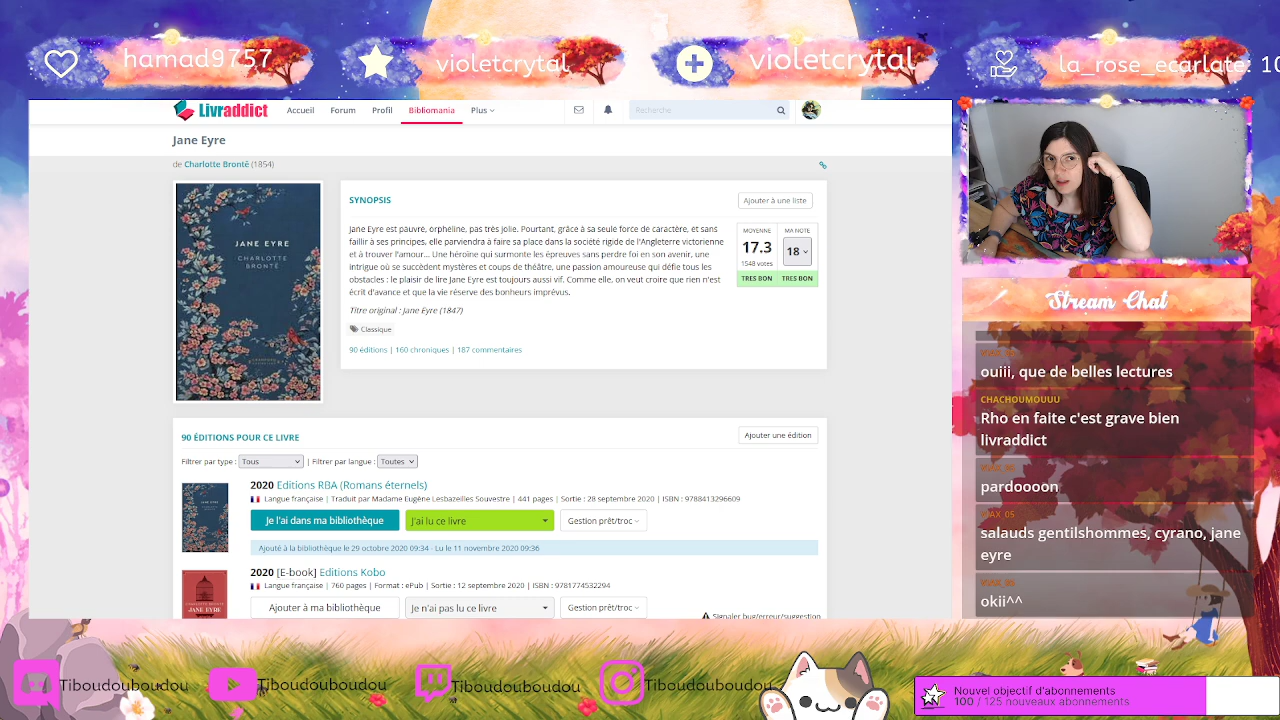 hamad9757
violetcrytal
violetcrytal
la_rose_ecarlate: 10
Livraddict
Accueil
Forum
Profil
Bibliomania
Plus
Recherche
Jane Eyre
de Charlotte Brontë (1854)
JANE EYRE
CHARLOTTE
BRONTË
SYNOPSIS
Ajouter à une liste
Jane Eyre est pauvre, orpheline, pas très jolie. Pourtant, grâce à sa seule force de caractère, et sans
faillir à ses principes, elle parviendra à faire sa place dans la société rigide de l'Angleterre victorienne
et à trouver l'amour... Une héroïne qui surmonte les épreuves sans perdre foi en son avenir, une
intrigue où se succèdent mystères et coups de théâtre, une passion amoureuse qui défie tous les
obstacles : le plaisir de lire Jane Eyre est toujours aussi vif. Comme elle, on veut croire que rien n'est
écrit d'avance et que la vie réserve des bonheurs imprévus.
Titre original : Jane Eyre (1847)
Classique
90 éditions | 160 chroniques | 187 commentaires
MOYENNE
17.3
1548 votes
TRES BON
MA NOTE
18
TRES BON
90 ÉDITIONS POUR CE LIVRE
Ajouter une édition
Filtrer par type : Tous | Filtrer par langue : Toutes
2020 Editions RBA (Romans éternels)
Langue française | Traduit par Madame Eugène Lesbazeilles Souvestre | 441 pages | Sortie : 28 septembre 2020 | ISBN : 9788413296609
Je l'ai dans ma bibliothèque
J'ai lu ce livre
Gestion prêt/troc
Ajouté à la bibliothèque le 29 octobre 2020 09:34 - Lu le 11 novembre 2020 09:36
2020 [E-book] Editions Kobo
Langue française | 760 pages | Format : ePub | Sortie : 12 septembre 2020 | ISBN : 9781774532294
JANE EYRE
Ajouter à ma bibliothèque
Je n'ai pas lu ce livre
Gestion prêt/troc
Signaler bug/erreur/suggestion
Stream Chat
ouiii, que de belles lectures
CHACHOUMOUUU
Rho en faite c'est grave bien
livraddict
pardoooon
salauds gentilshommes, cyrano, jane
eyre
okii^^
Tiboudouboudou
Tiboudouboudou
Tiboudouboudou
Tiboudouboudou
Nouvel objectif d'abonnements
100 / 125 nouveaux abonnements